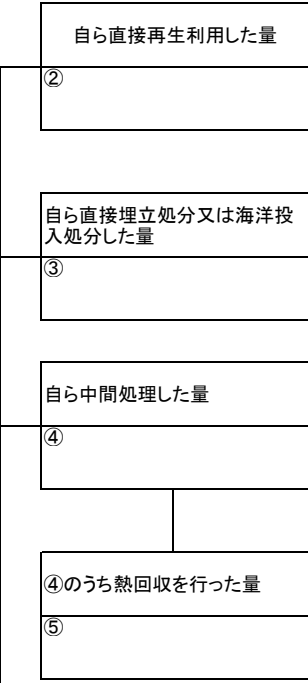 自ら直接再生利用した量
②
自ら直接埋立処分又は海洋投
入処分した量
③
自ら中間処理した量
④
④のうち熱回収を行った量
⑤